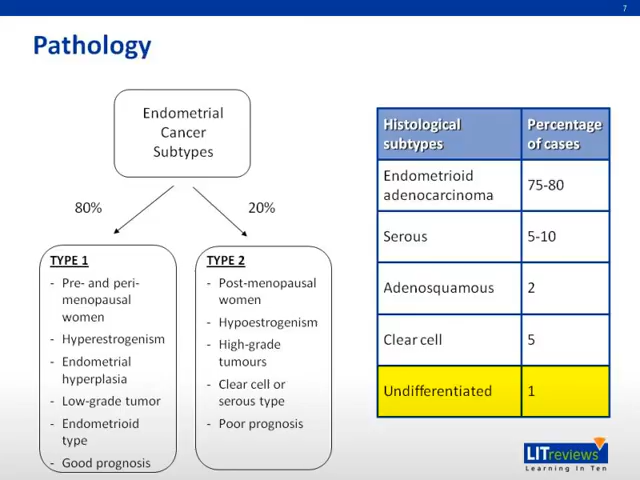 7
Pathology
Endometrial
Cancer
Subtypes
80%
20%
TYPE 1
- Pre- and peri-
menopausal
women
- Hyperestrogenism
- Endometrial
hyperplasia
- Low-grade tumor
- Endometrioid
type
- Good prognosis
TYPE 2
- Post-menopausal
women
- Hypoestrogenism
- High-grade
tumours
- Clear cell or
serous type
- Poor prognosis
Histological
subtypes
Percentage
of cases
Endometrioid
adenocarcinoma
75-80
Serous
5-10
Adenosquamous
2
Clear cell
5
Undifferentiated
1
LITreviews
Learning In Ten